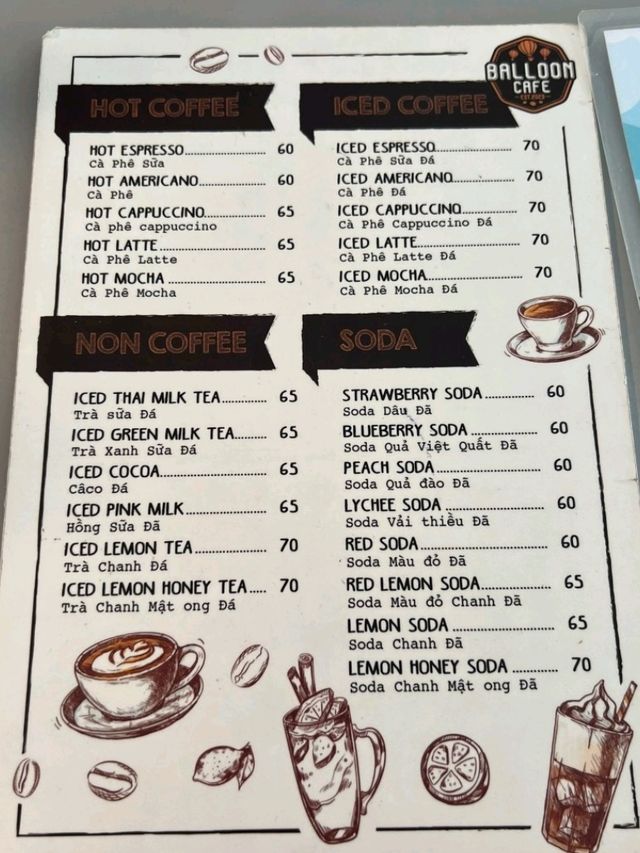 BALLOON
CAFE
HOT COFFEE
HOT ESPRESSO 60
Cà Phê Sữa
HOT AMERICANO 60
Cà Phê
HOT CAPPUCCINO 65
Cà phê cappuccino
HOT LATTE 65
Cà Phê Latte
HOT MOCHA 65
Cà Phê Mocha
ICED COFFEE
ICED ESPRESSO 70
Cà Phê Sữa Đá
ICED AMERICANO 70
Cà Phê Đá
ICED CAPPUCCINO 70
Cà Phê Cappuccino Đá
ICED LATTE 70
Cà Phê Latte Đá
ICED MOCHA 70
Cà Phê Mocha Đá
NON COFFEE
ICED THAI MILK TEA 65
Trà sữa Đá
ICED GREEN MILK TEA 65
Trà Xanh Sữa Đá
ICED COCOA 65
Câco Đá
ICED PINK MILK 65
Hồng Sữa Đã
ICED LEMON TEA 70
Trà Chanh Đá
ICED LEMON HONEY TEA 70
Trà Chanh Mật ong Đá
SODA
STRAWBERRY SODA 60
Soda Dâu Đã
BLUEBERRY SODA 60
Soda Quả Việt Quất Đã
PEACH SODA 60
Soda Quả đào Đã
LYCHEE SODA 60
Soda Vải thiều Đã
RED SODA 60
Soda Màu đỏ Đã
RED LEMON SODA 65
Soda Màu đỏ Chanh Đã
LEMON SODA 65
Soda Chanh Đã
LEMON HONEY SODA 70
Soda Chanh Mật ong Đã